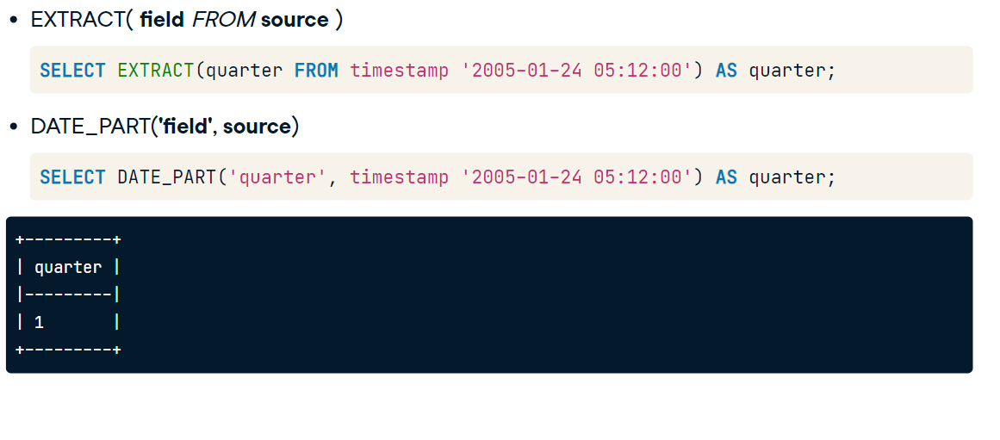 • EXTRACT( field FROM source )
SELECT EXTRACT(quarter FROM timestamp '2005-01-24 05:12:00') AS quarter;
• DATE_PART('field', source)
SELECT DATE_PART('quarter', timestamp '2005-01-24 05:12:00') AS quarter;
+---------+
| quarter |
|---------|
| 1       |
+---------+